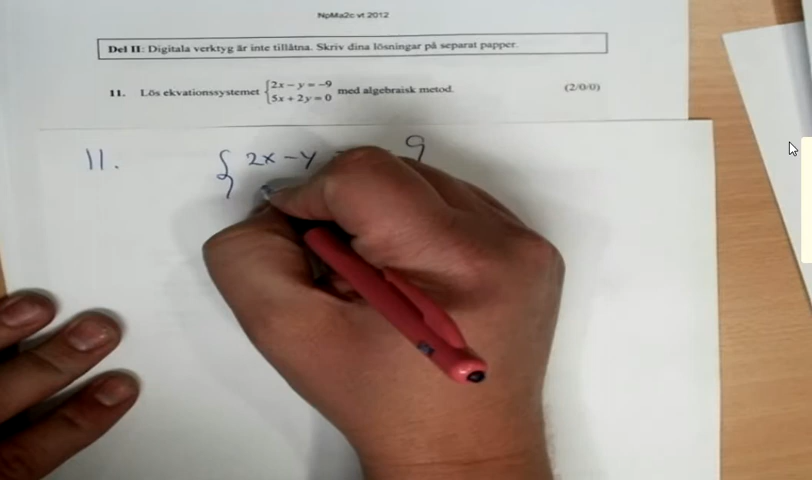 NpMa2c vt 2012
Del II: Digitala verktyg är inte tillåtna. Skriv dina lösningar på separat papper.
11. Lös ekvationssystemet { 2x − y = −9 med algebraisk metod. (2/0/0)
5x + 2y = 0
11. { 2x − y 9